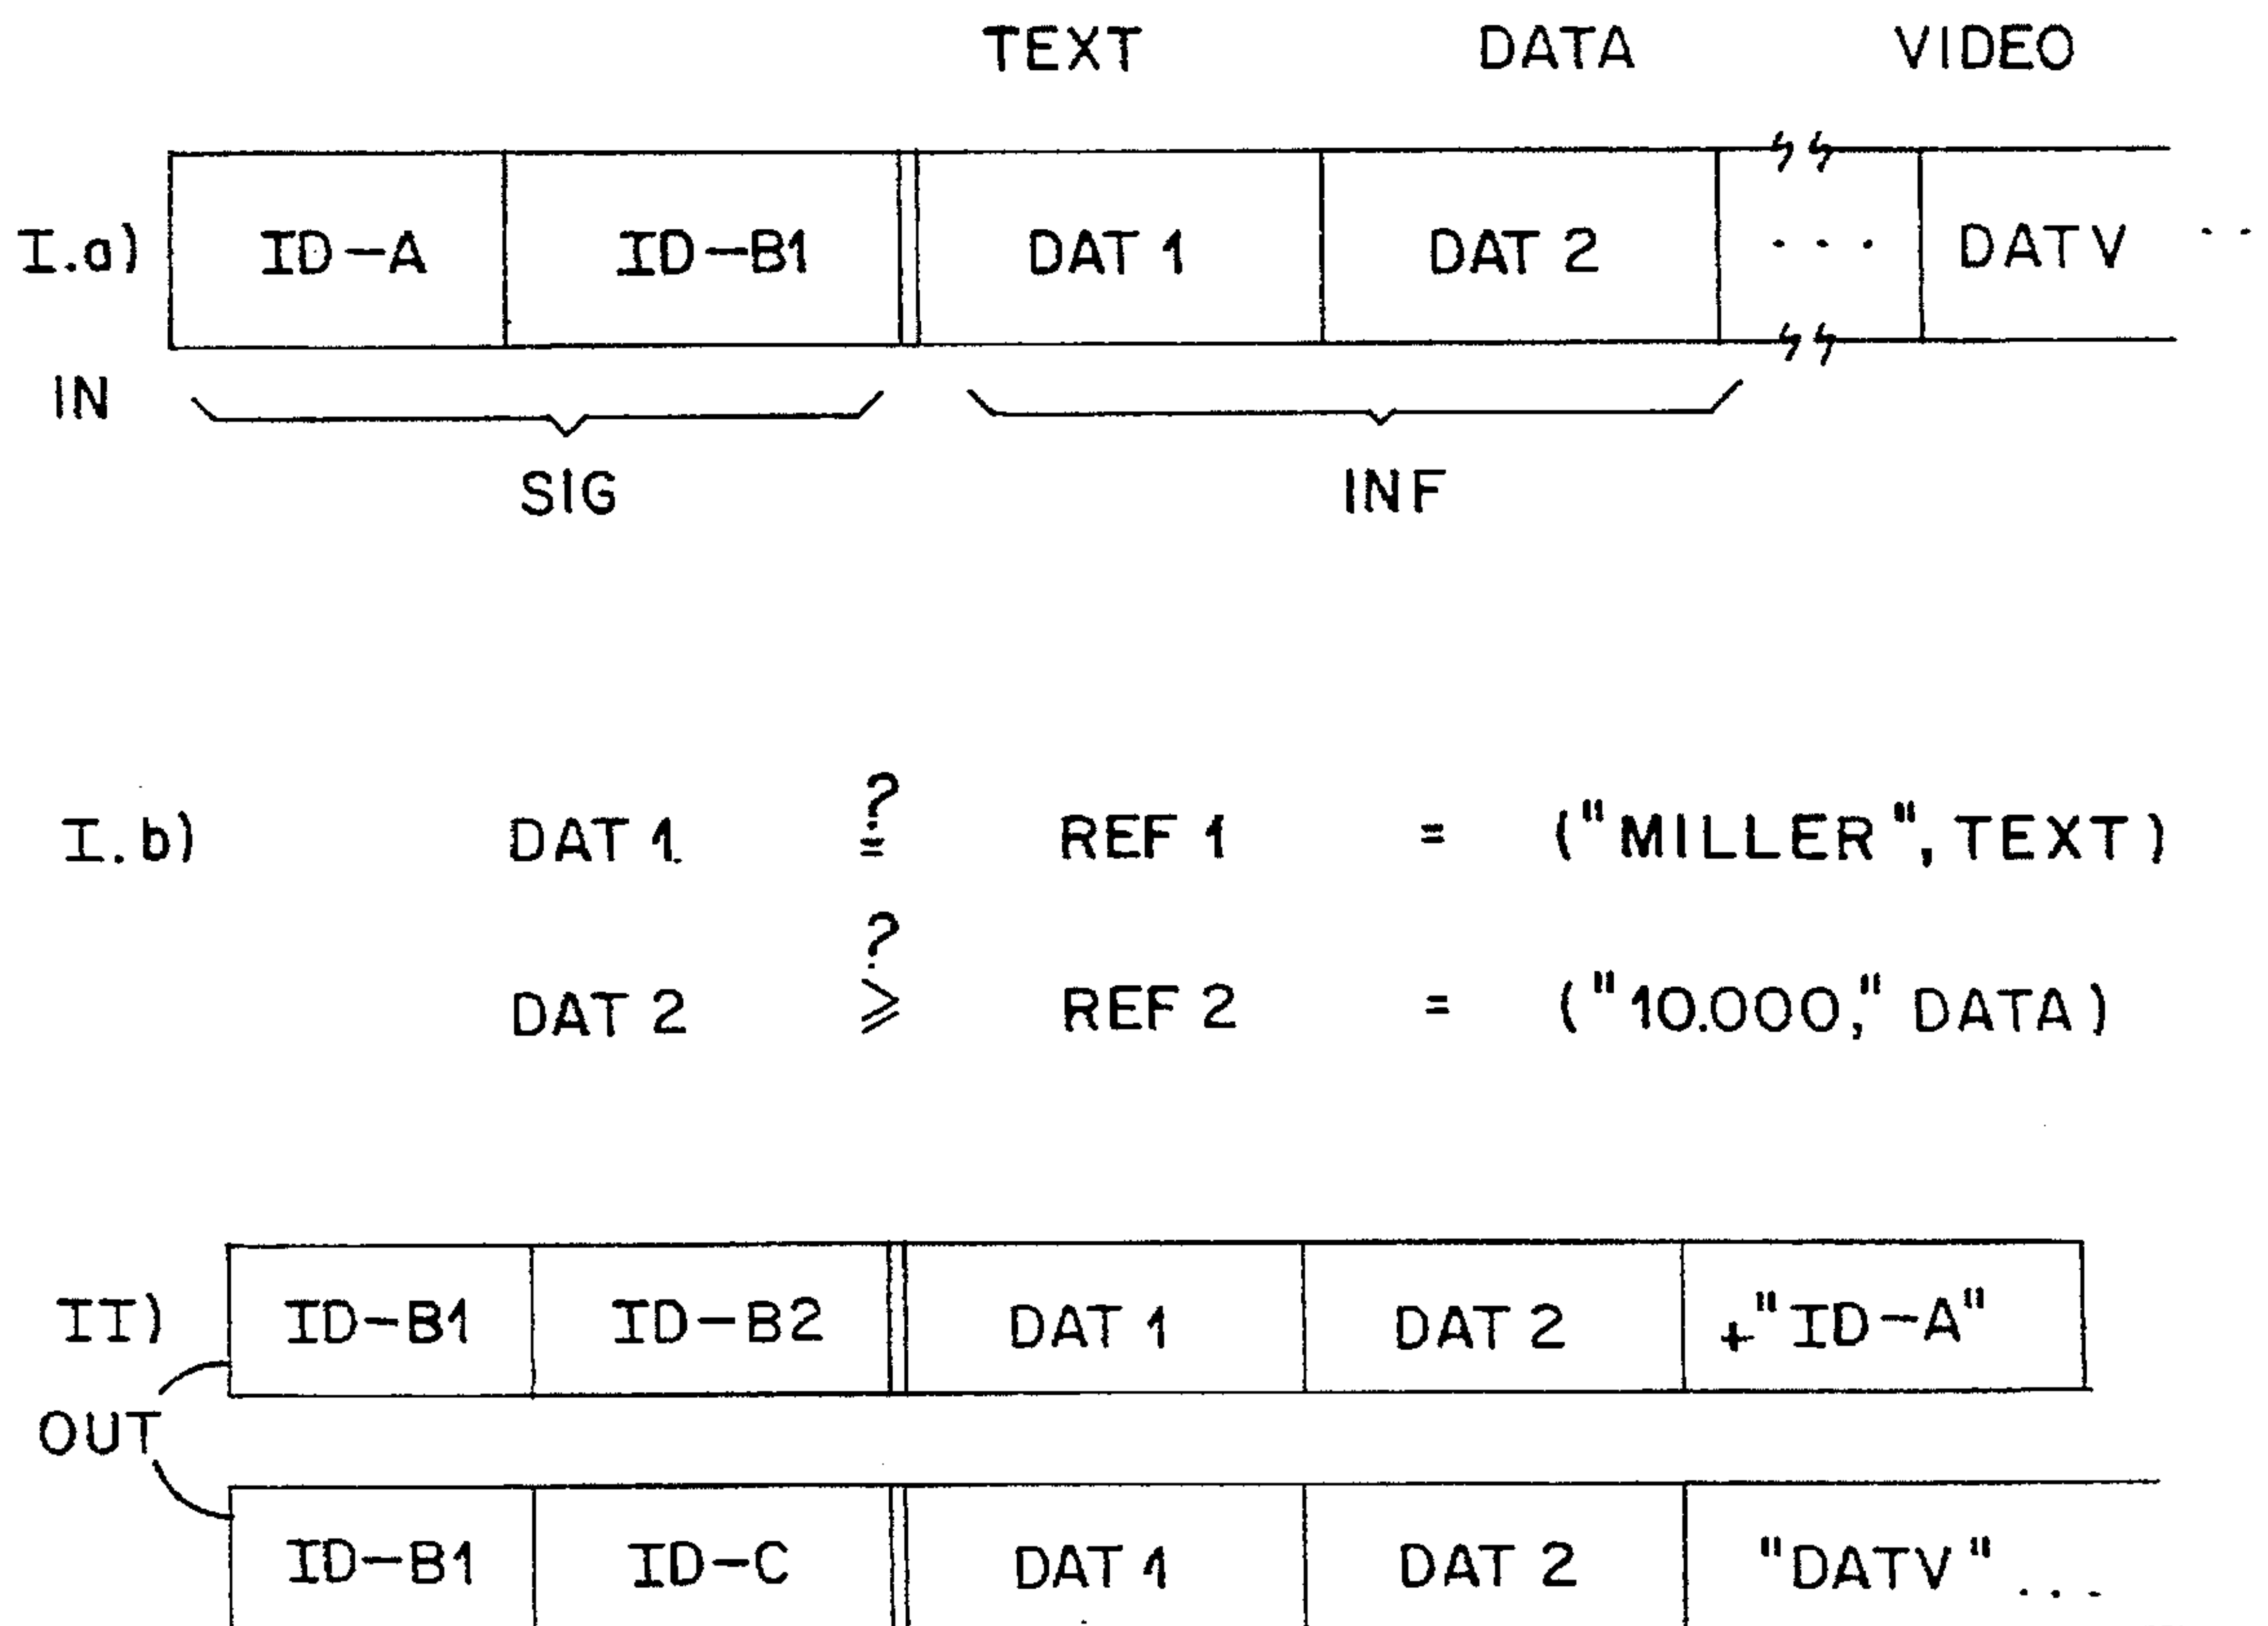 TEXT DATA VIDEO
I.a) ID-A ID-B1 DAT 1 DAT 2 ... DATV ..
IN
SIG INF
I.b) DAT 1 ≟ REF 1 = ("MILLER", TEXT)
?
DAT 2 ⩾ REF 2 = ("10.000," DATA)
II) ID-B1 ID-B2 DAT 1 DAT 2 +"ID-A"
OUT
ID-B1 ID-C DAT 1 DAT 2 "DATV" ...